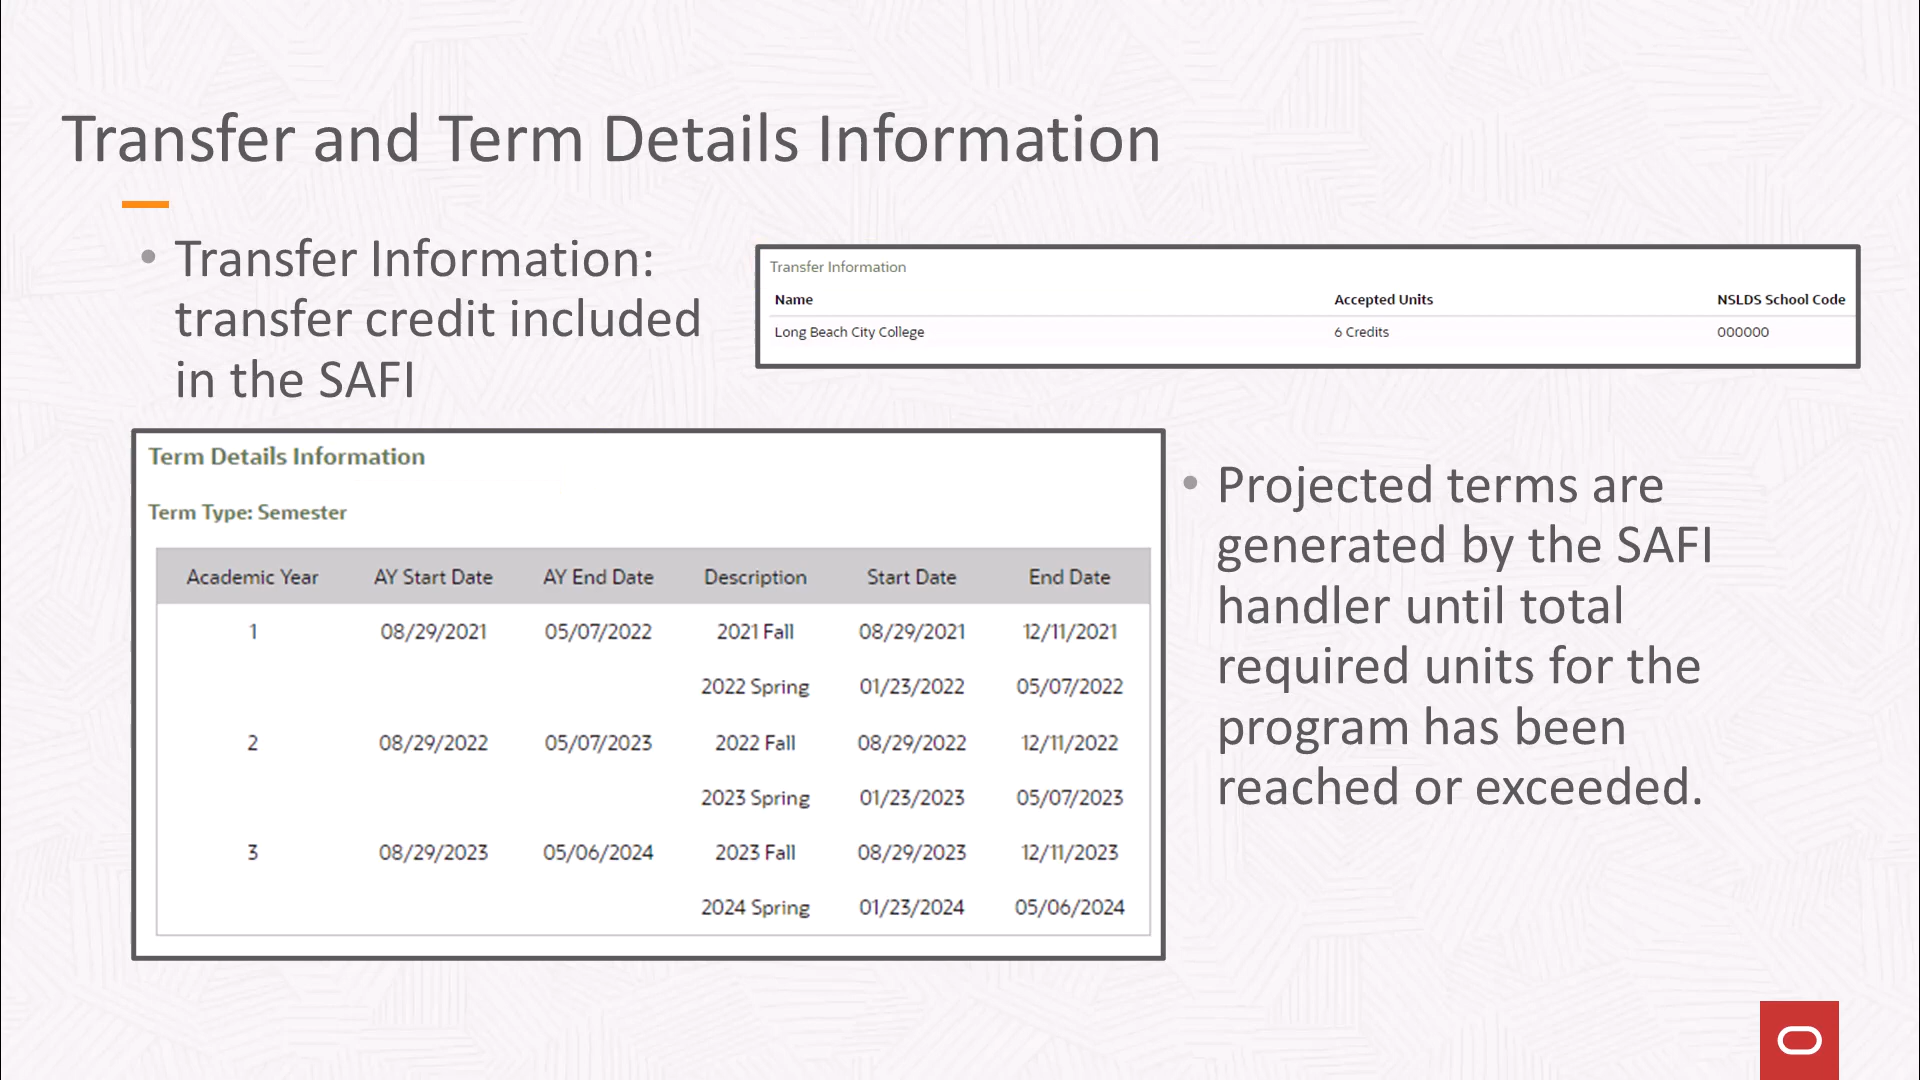 Transfer and Term Details Information
• Transfer Information:
transfer credit included
in the SAFI
Transfer Information
Name Accepted Units NSLDS School Code
Long Beach City College 6 Credits 000000
Term Details Information
Term Type: Semester
Academic Year AY Start Date AY End Date Description Start Date End Date
1 08/29/2021 05/07/2022 2021 Fall 08/29/2021 12/11/2021
2022 Spring 01/23/2022 05/07/2022
2 08/29/2022 05/07/2023 2022 Fall 08/29/2022 12/11/2022
2023 Spring 01/23/2023 05/07/2023
3 08/29/2023 05/06/2024 2023 Fall 08/29/2023 12/11/2023
2024 Spring 01/23/2024 05/06/2024
• Projected terms are
generated by the SAFI
handler until total
required units for the
program has been
reached or exceeded.